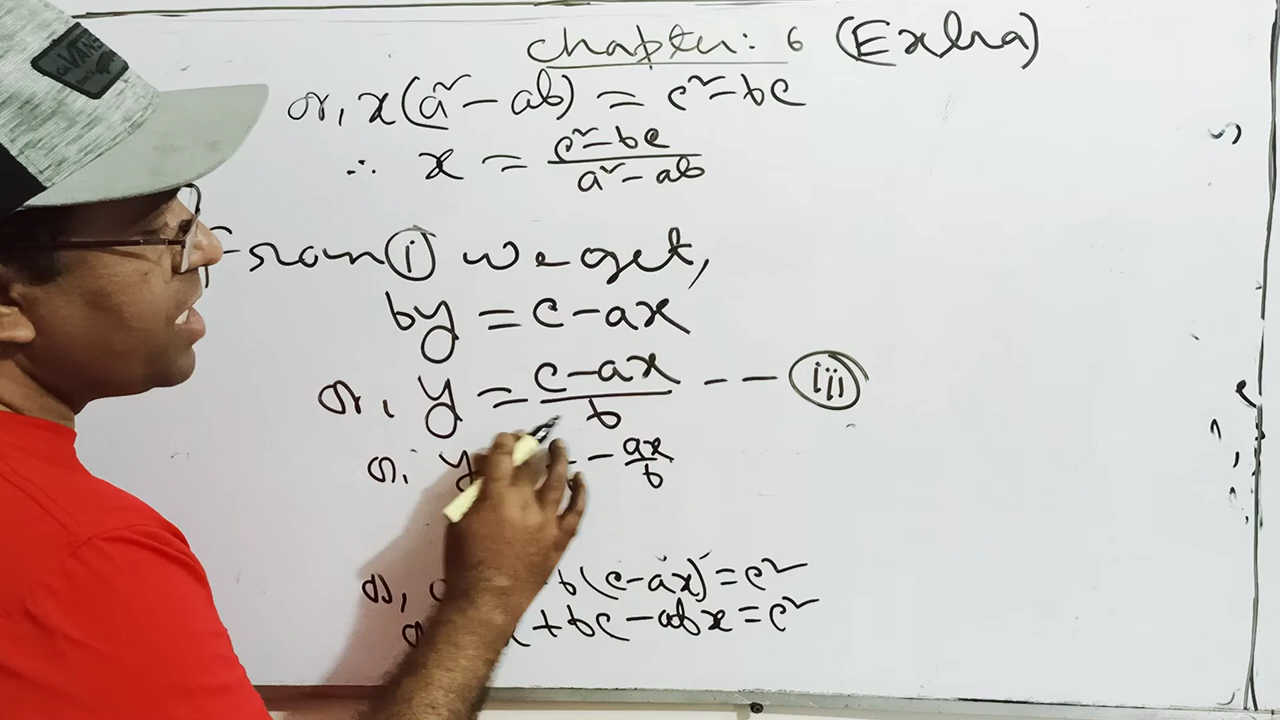 VANS
chapter: 6 (Extra)
or, x(a² - ab) = c² - bc
∴ x = (c² - bc)/(a² - ab)
From (i) we get,
by = c - ax
or, y = (c - ax)/b -- (iii)
or, y - ax/b
or, b(c - ax) = c²
+ bc - abx = c²